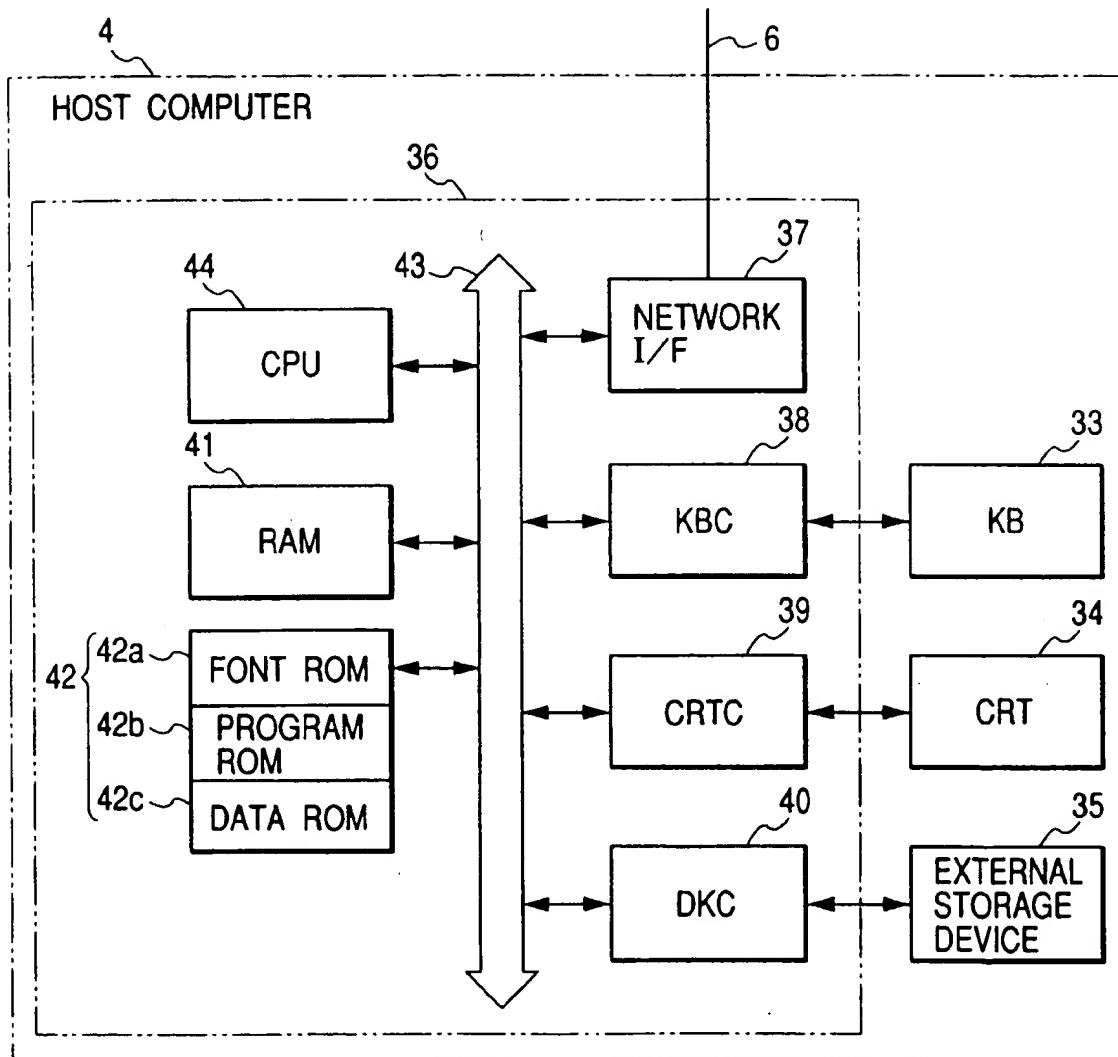 4
6
HOST COMPUTER
36
44
43
37
CPU
NETWORK
I/F
41
38
33
RAM
KBC
KB
39
34
42
42a
FONT ROM
42b
PROGRAM
ROM
42c
DATA ROM
CRTC
CRT
40
35
DKC
EXTERNAL
STORAGE
DEVICE